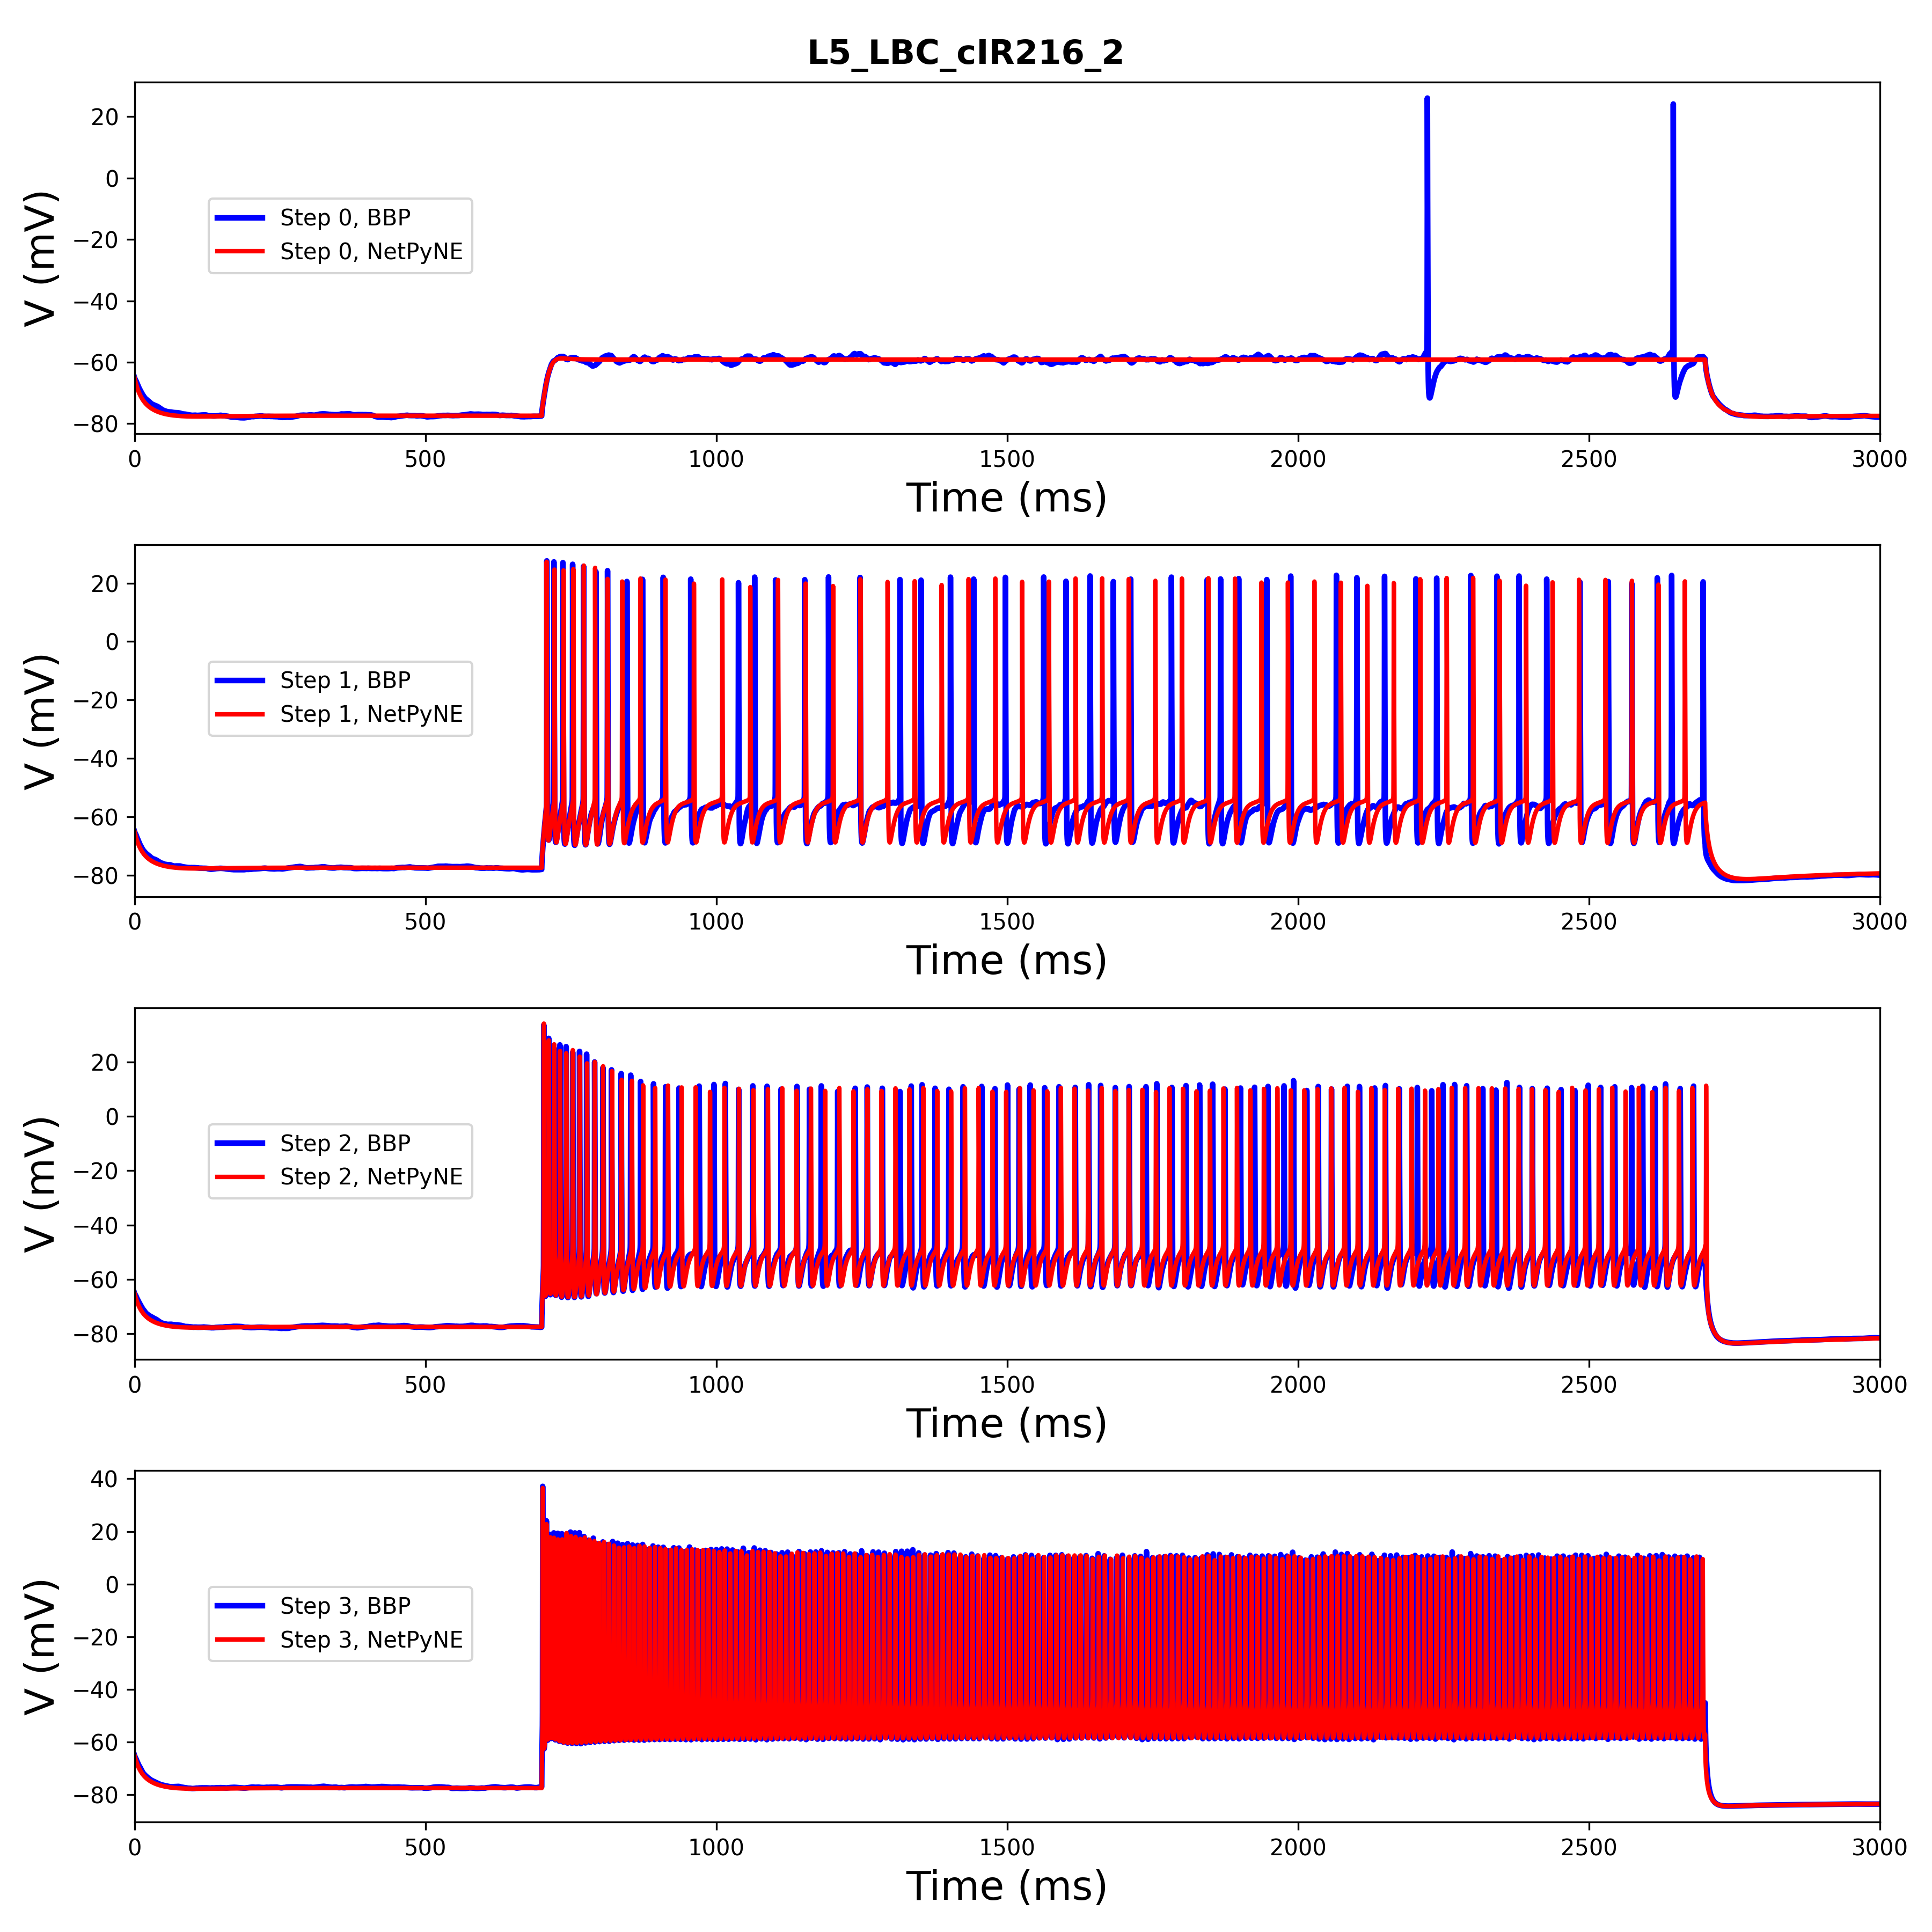 L5_LBC_cIR216_2
20
0
−20
−40
−60
−80
V (mV)
Step 0, BBP
Step 0, NetPyNE
0 500 1000 1500 2000 2500 3000
Time (ms)
20
0
−20
−40
−60
−80
V (mV)
Step 1, BBP
Step 1, NetPyNE
0 500 1000 1500 2000 2500 3000
Time (ms)
20
0
−20
−40
−60
−80
V (mV)
Step 2, BBP
Step 2, NetPyNE
0 500 1000 1500 2000 2500 3000
Time (ms)
40
20
0
−20
−40
−60
−80
V (mV)
Step 3, BBP
Step 3, NetPyNE
0 500 1000 1500 2000 2500 3000
Time (ms)